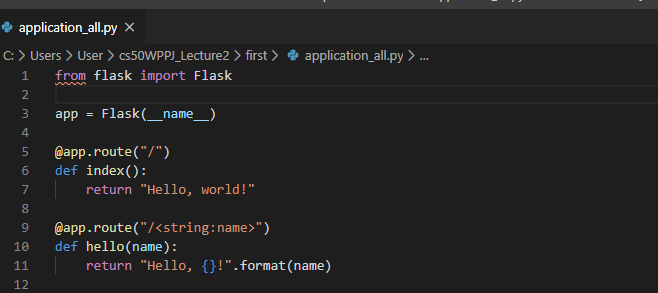 application_all.py ×
C: > Users > User > cs50WPPJ_Lecture2 > first > application_all.py > ...
1 from flask import Flask
2
3 app = Flask(__name__)
4
5 @app.route("/")
6 def index():
7 return "Hello, world!"
8
9 @app.route("/<string:name>")
10 def hello(name):
11 return "Hello, {}!".format(name)
12